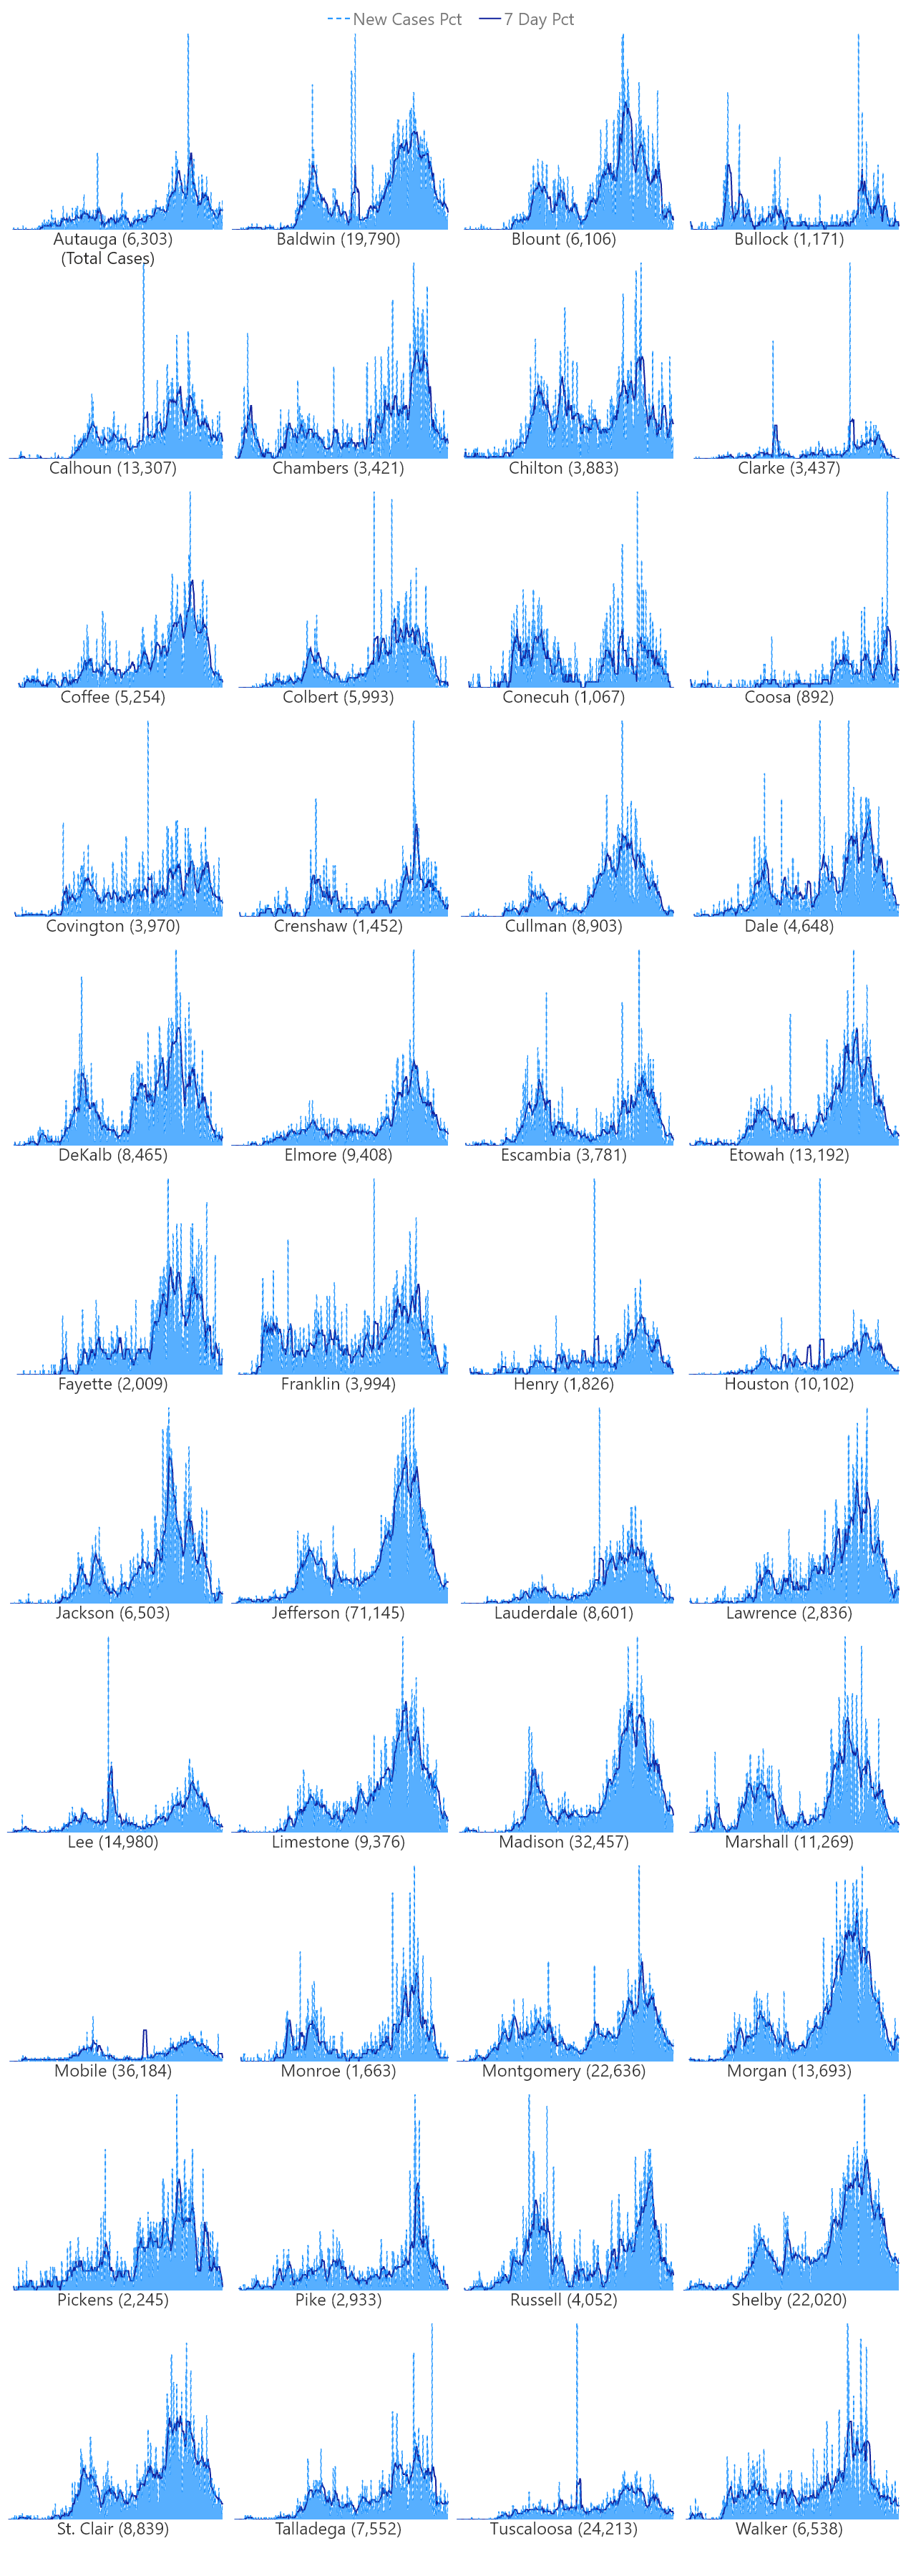 New Cases Pct 7 Day Pct
Autauga (6,303) Baldwin (19,790) Blount (6,106) Bullock (1,171)
(Total Cases)
Calhoun (13,307) Chambers (3,421) Chilton (3,883) Clarke (3,437)
Coffee (5,254) Colbert (5,993) Conecuh (1,067) Coosa (892)
Covington (3,970) Crenshaw (1,452) Cullman (8,903) Dale (4,648)
DeKalb (8,465) Elmore (9,408) Escambia (3,781) Etowah (13,192)
Fayette (2,009) Franklin (3,994) Henry (1,826) Houston (10,102)
Jackson (6,503) Jefferson (71,145) Lauderdale (8,601) Lawrence (2,836)
Lee (14,980) Limestone (9,376) Madison (32,457) Marshall (11,269)
Mobile (36,184) Monroe (1,663) Montgomery (22,636) Morgan (13,693)
Pickens (2,245) Pike (2,933) Russell (4,052) Shelby (22,020)
St. Clair (8,839) Talladega (7,552) Tuscaloosa (24,213) Walker (6,538)